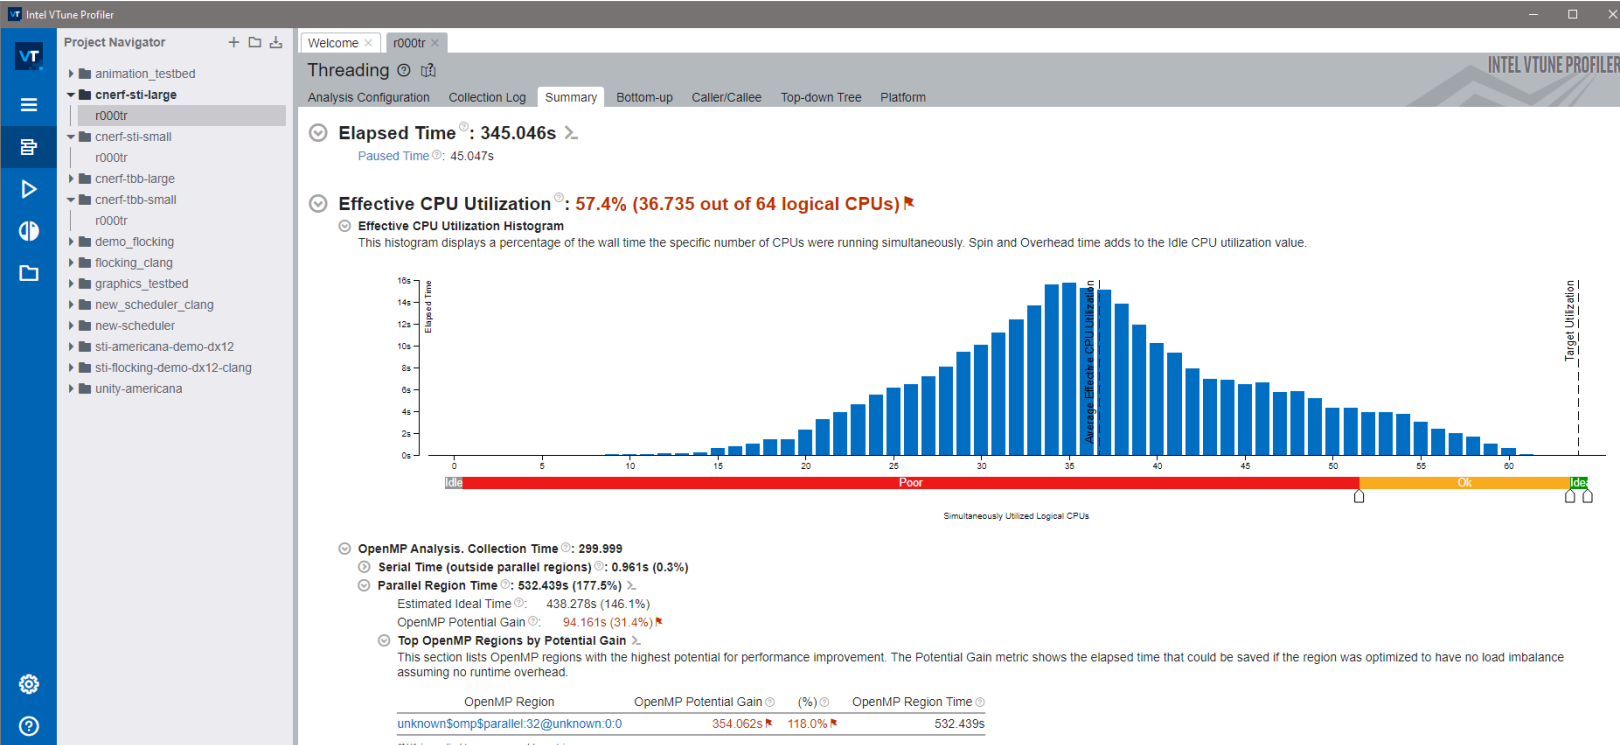 VT Intel VTune Profiler
VT
Project Navigator
animation_testbed
cnerf-sti-large
r000tr
cnerf-sti-small
r000tr
cnerf-tbb-large
cnerf-tbb-small
r000tr
demo_flocking
flocking_clang
graphics_testbed
new_scheduler_clang
new-scheduler
sti-americana-demo-dx12
sti-flocking-demo-dx12-clang
unity-americana
Welcome r000tr
Threading
INTEL VTUNE PROFILER
Analysis Configuration Collection Log Summary Bottom-up Caller/Callee Top-down Tree Platform
Elapsed Time : 345.046s
Paused Time : 45.047s
Effective CPU Utilization : 57.4% (36.735 out of 64 logical CPUs)
Effective CPU Utilization Histogram
This histogram displays a percentage of the wall time the specific number of CPUs were running simultaneously. Spin and Overhead time adds to the Idle CPU utilization value.
Elapsed Time
16s
14s
12s
10s
8s
6s
4s
2s
0s
Average Effective CPU Utilization
Target Utilization
0 5 10 15 20 25 30 35 40 45 50 55 60
Idle Poor Ok Idea
Simultaneously Utilized Logical CPUs
OpenMP Analysis. Collection Time : 299.999
Serial Time (outside parallel regions) : 0.961s (0.3%)
Parallel Region Time : 532.439s (177.5%)
Estimated Ideal Time : 438.278s (146.1%)
OpenMP Potential Gain : 94.161s (31.4%)
Top OpenMP Regions by Potential Gain
This section lists OpenMP regions with the highest potential for performance improvement. The Potential Gain metric shows the elapsed time that could be saved if the region was optimized to have no load imbalance
assuming no runtime overhead.
OpenMP Region OpenMP Potential Gain (%) OpenMP Region Time
unknown$omp$parallel:32@unknown:0:0 354.062s 118.0% 532.439s